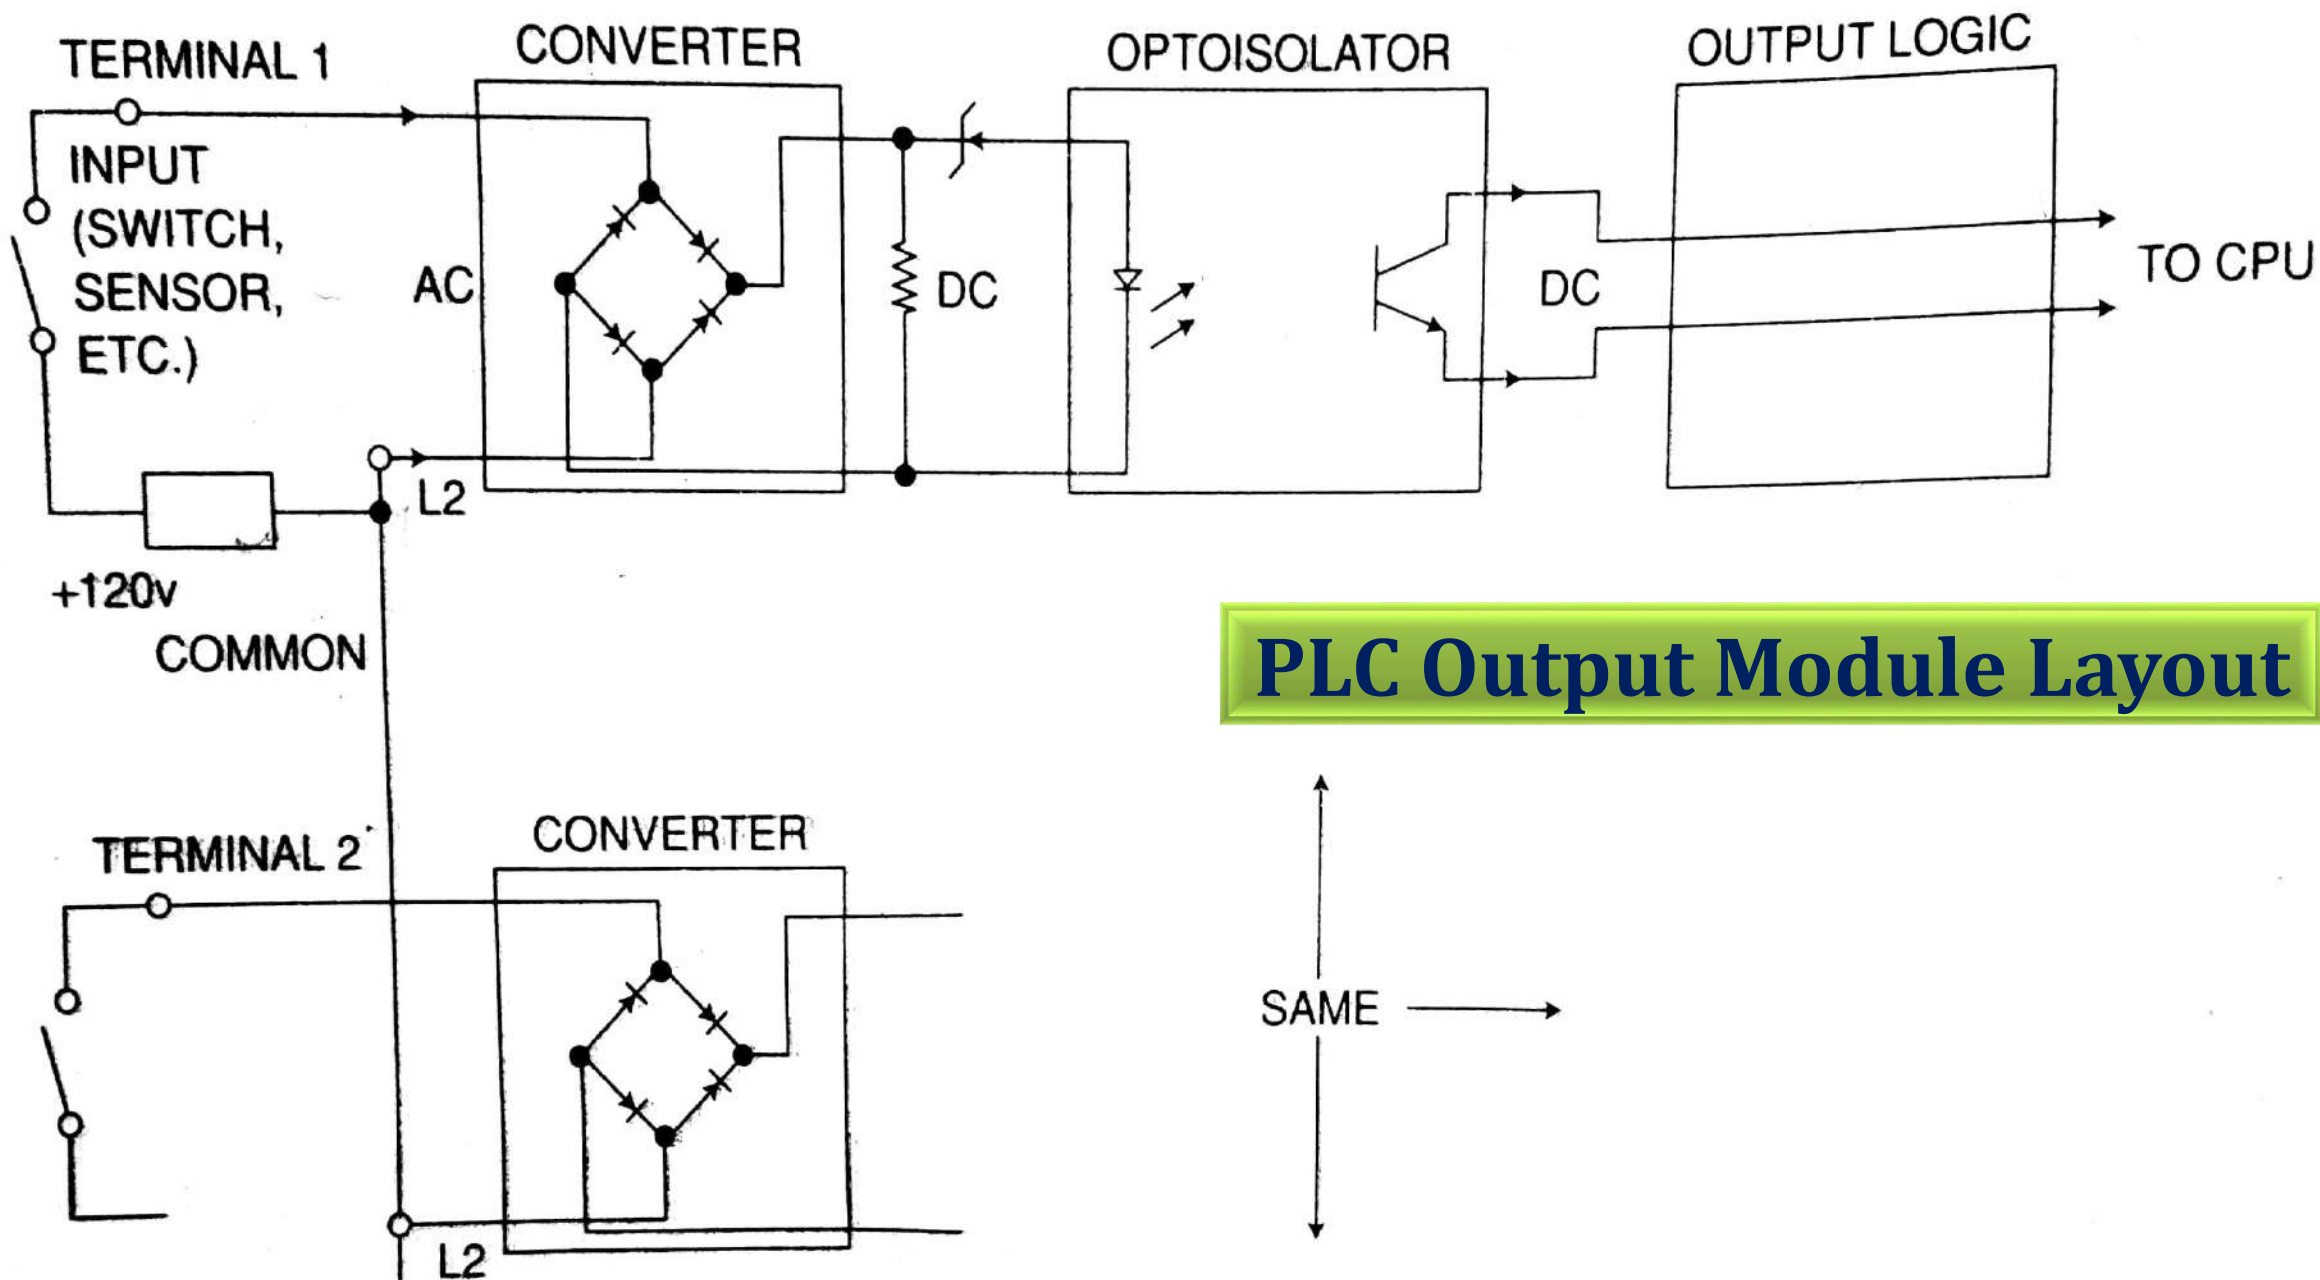 TERMINAL 1
CONVERTER
OPTOISOLATOR
OUTPUT LOGIC
INPUT
(SWITCH,
SENSOR,
ETC.)
AC
DC
DC
TO CPU
L2
+120v
COMMON
PLC Output Module Layout
TERMINAL 2
CONVERTER
SAME
L2